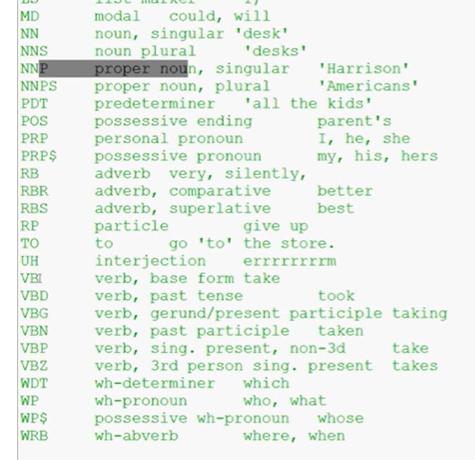 LS list marker 1)
MD modal could, will
NN noun, singular 'desk'
NNS noun plural 'desks'
NNP proper noun, singular 'Harrison'
NNPS proper noun, plural 'Americans'
PDT predeterminer 'all the kids'
POS possessive ending parent's
PRP personal pronoun I, he, she
PRP$ possessive pronoun my, his, hers
RB adverb very, silently,
RBR adverb, comparative better
RBS adverb, superlative best
RP particle give up
TO to go 'to' the store.
UH interjection errrrrrrrm
VB verb, base form take
VBD verb, past tense took
VBG verb, gerund/present participle taking
VBN verb, past participle taken
VBP verb, sing. present, non-3d take
VBZ verb, 3rd person sing. present takes
WDT wh-determiner which
WP wh-pronoun who, what
WP$ possessive wh-pronoun whose
WRB wh-abverb where, when